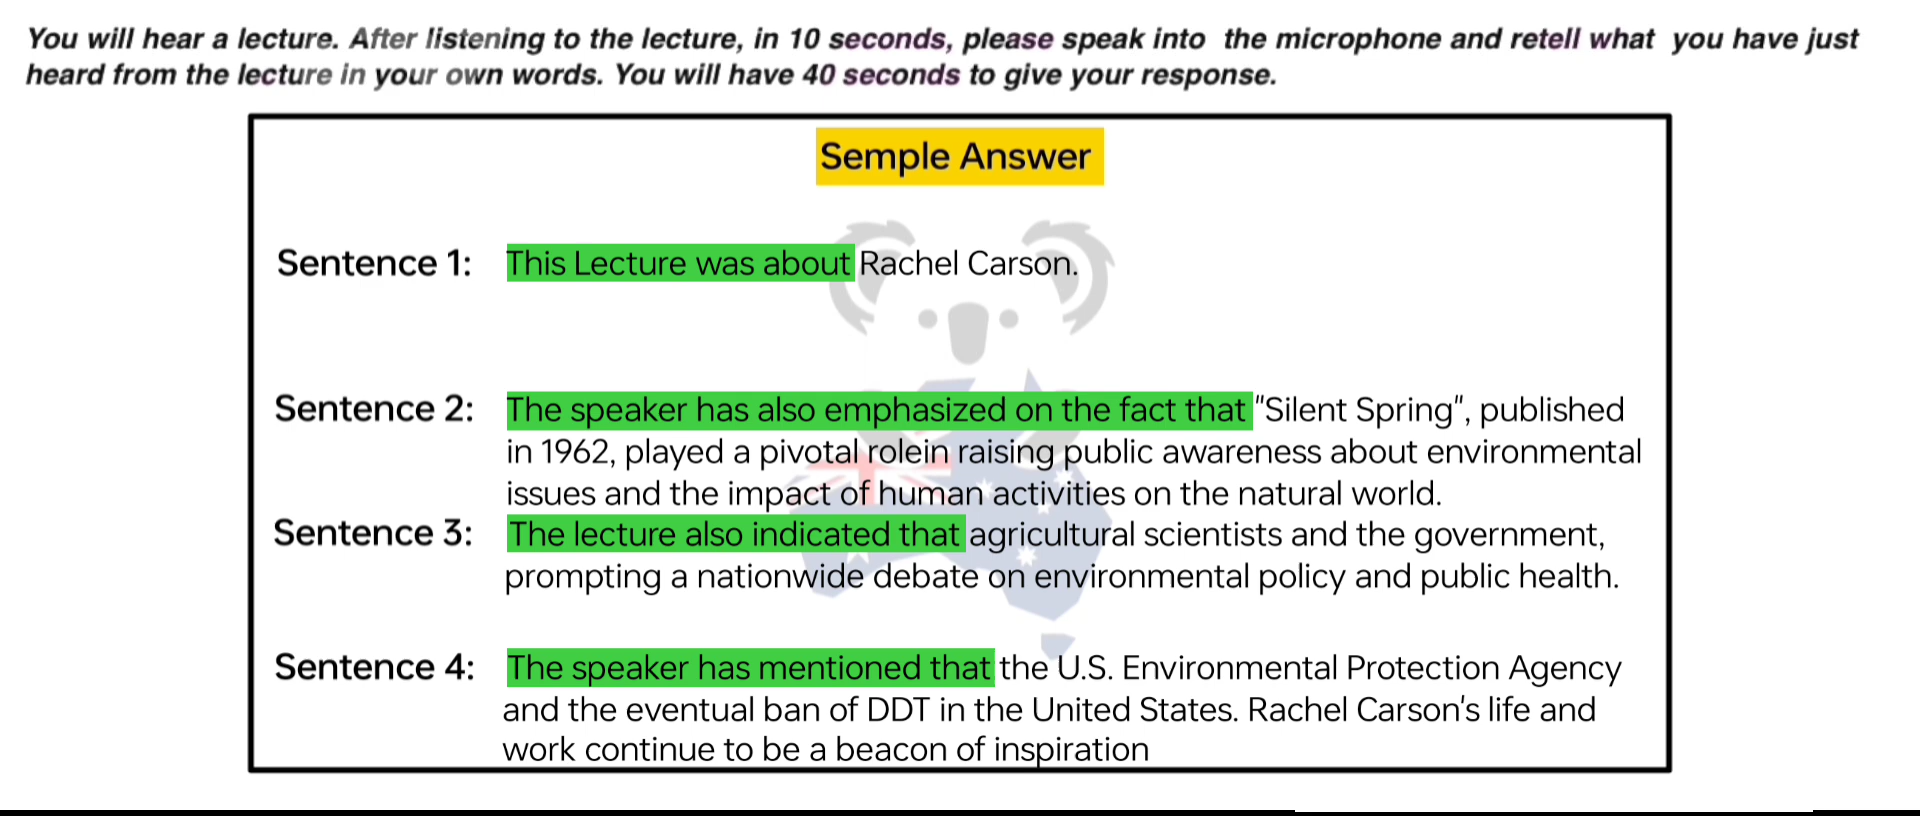 You will hear a lecture. After listening to the lecture, in 10 seconds, please speak into the microphone and retell what you have just
heard from the lecture in your own words. You will have 40 seconds to give your response.
Semple Answer
Sentence 1: This Lecture was about Rachel Carson.
Sentence 2: The speaker has also emphasized on the fact that "Silent Spring", published
in 1962, played a pivotal rolein raising public awareness about environmental
issues and the impact of human activities on the natural world.
Sentence 3: The lecture also indicated that agricultural scientists and the government,
prompting a nationwide debate on environmental policy and public health.
Sentence 4: The speaker has mentioned that the U.S. Environmental Protection Agency
and the eventual ban of DDT in the United States. Rachel Carson's life and
work continue to be a beacon of inspiration